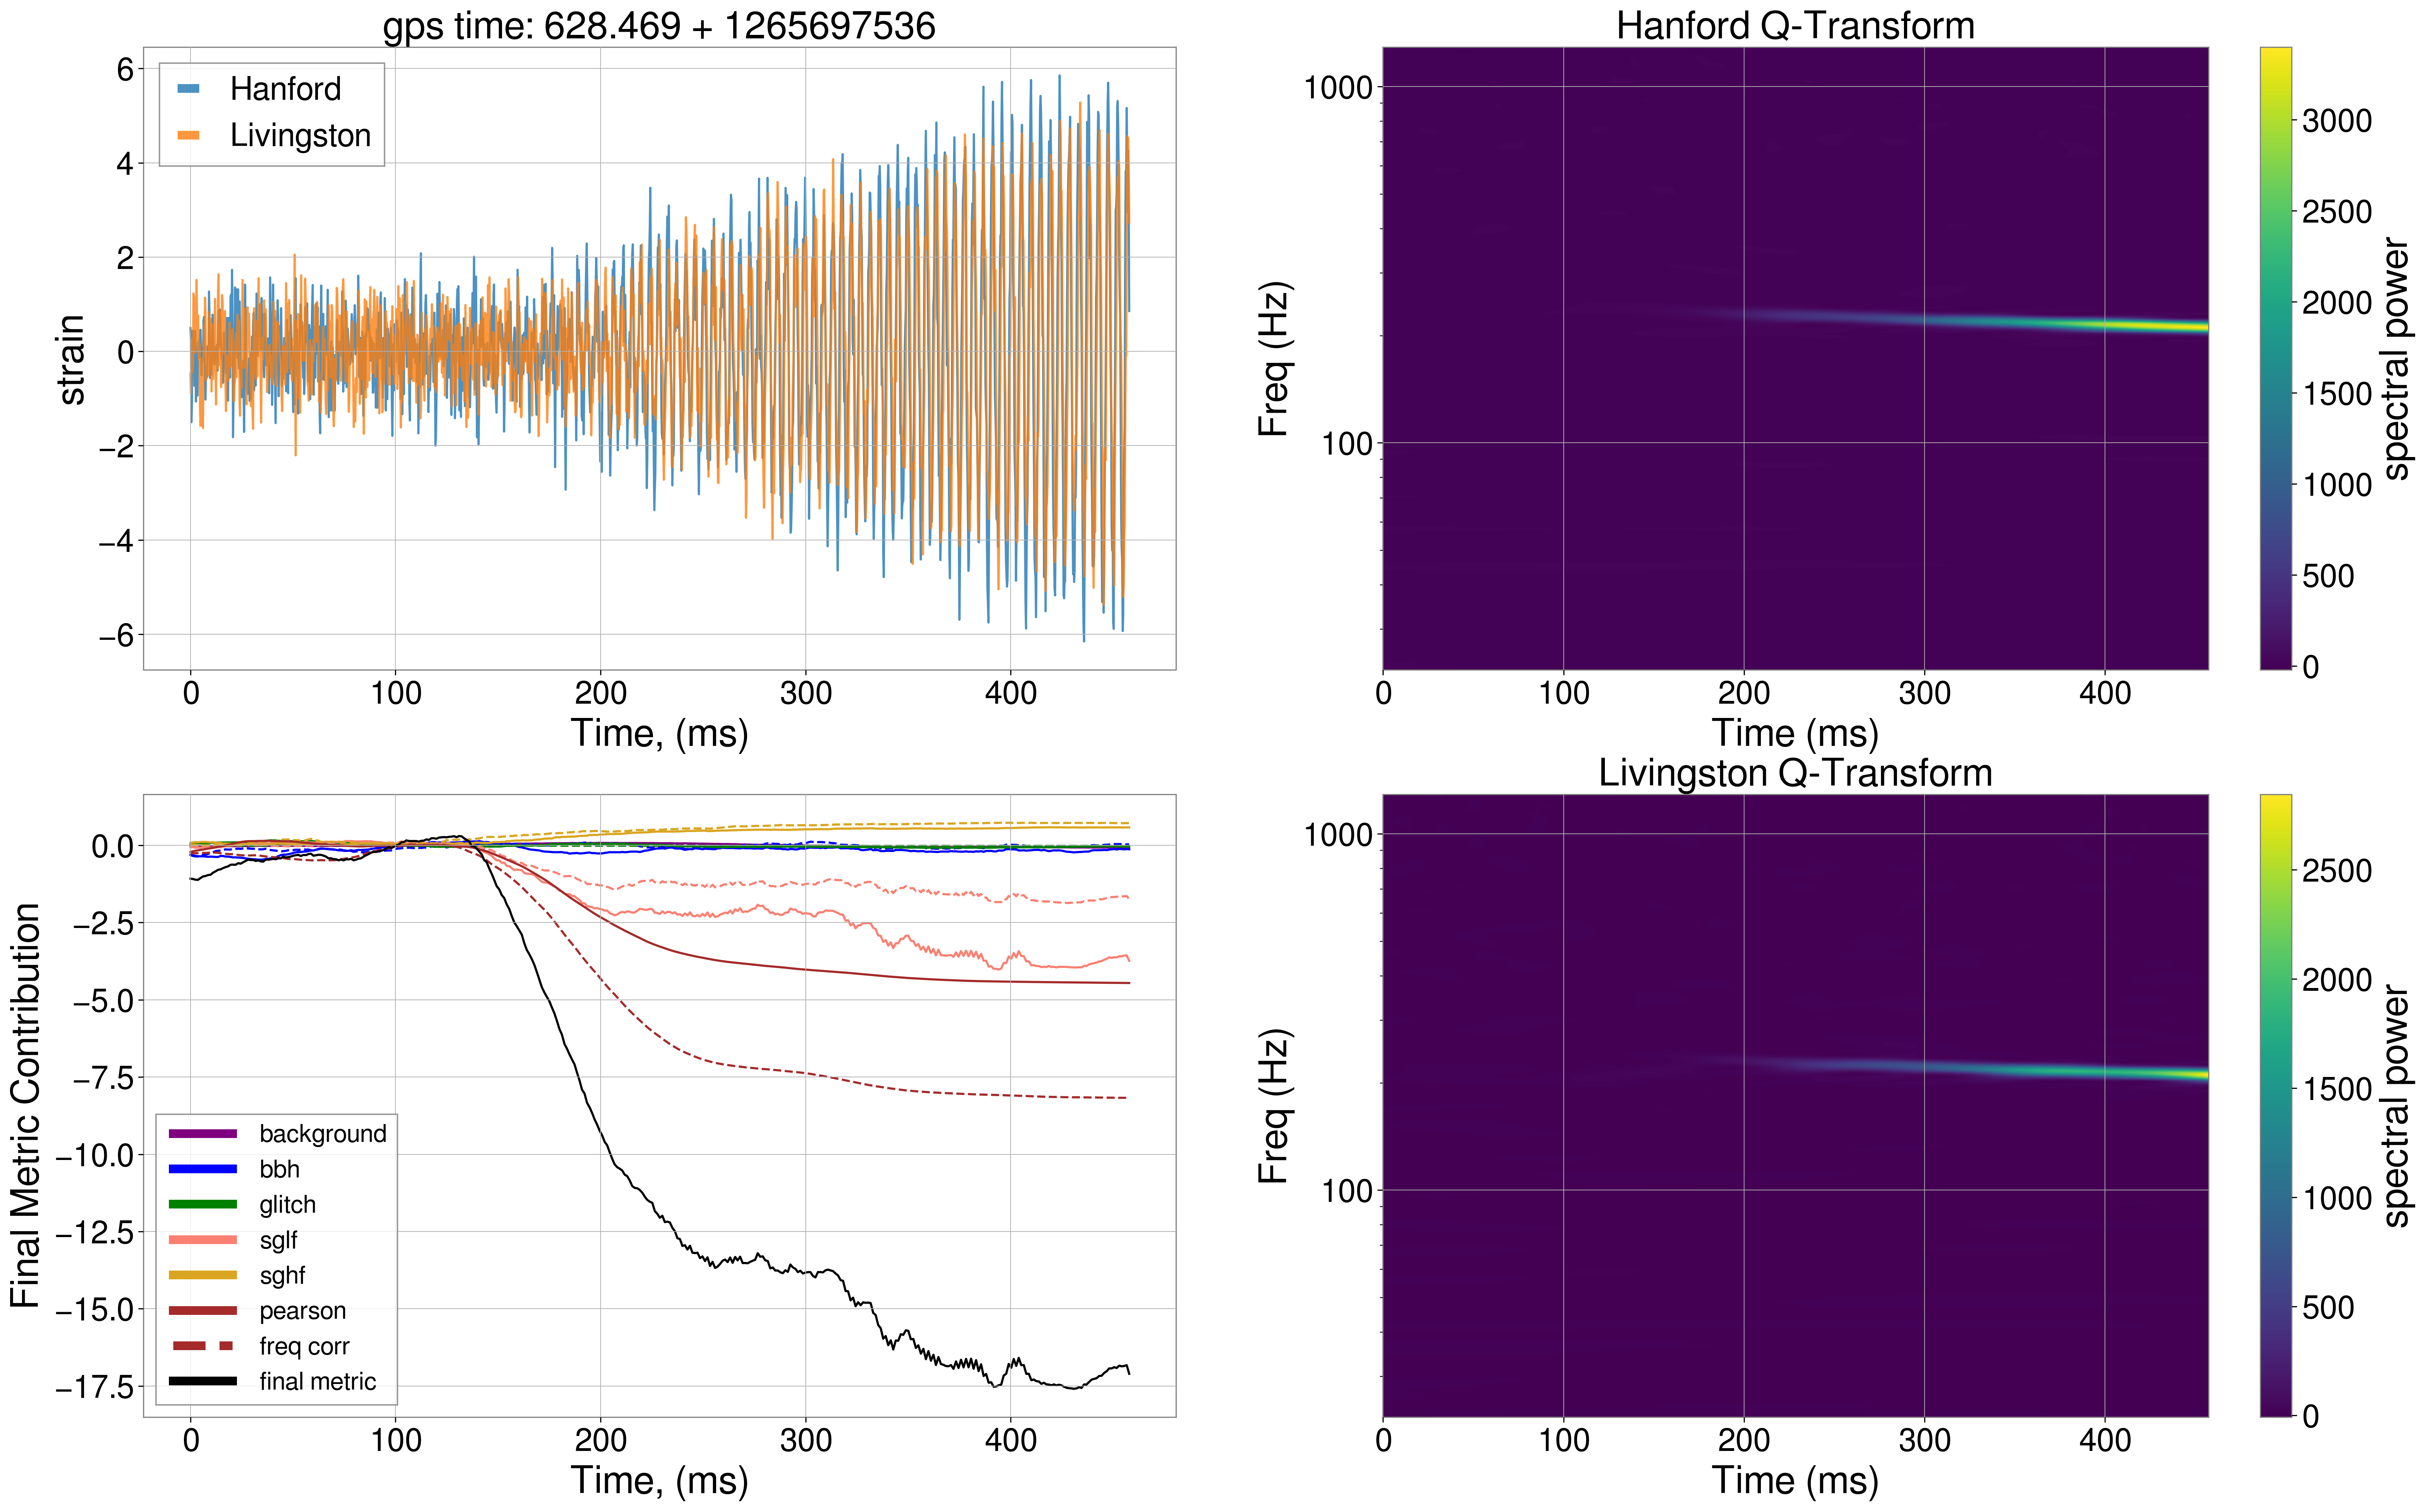 gps time: 628.469 + 1265697536
6
4
2
0
−2
−4
−6
strain
Hanford
Livingston
0
100
200
300
400
Time, (ms)
Hanford Q-Transform
1000
100
Freq (Hz)
0
100
200
300
400
Time (ms)
3000
2500
2000
1500
1000
500
0
spectral power
0.0
−2.5
−5.0
−7.5
−10.0
−12.5
−15.0
−17.5
Final Metric Contribution
background
bbh
glitch
sglf
sghf
pearson
freq corr
final metric
0
100
200
300
400
Time, (ms)
Livingston Q-Transform
1000
100
Freq (Hz)
0
100
200
300
400
Time (ms)
2500
2000
1500
1000
500
0
spectral power